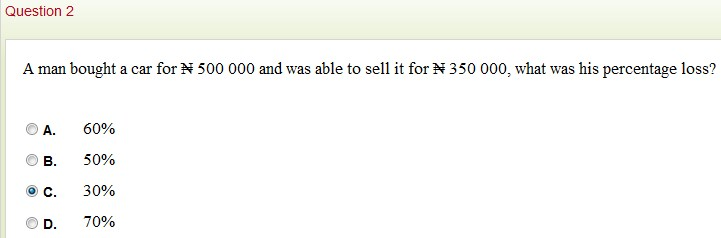 Question 2
A man bought a car for ₦ 500 000 and was able to sell it for ₦ 350 000, what was his percentage loss?
A. 60%
B. 50%
C. 30%
D. 70%